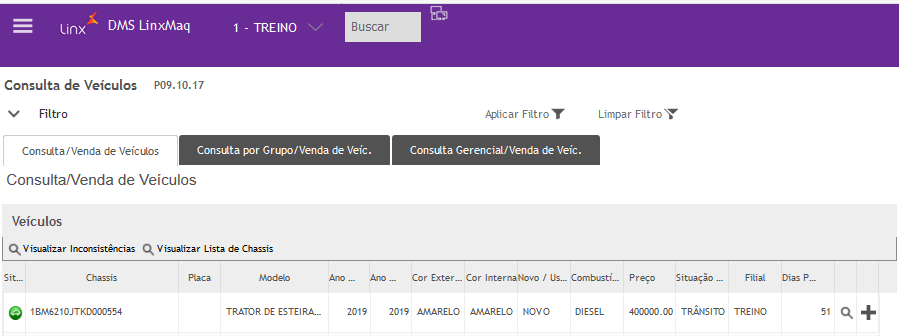 Linx DMS LinxMaq 1 - TREINO Buscar
Consulta de Veículos P09.10.17
Filtro Aplicar Filtro Limpar Filtro
Consulta/Venda de Veículos Consulta por Grupo/Venda de Veíc. Consulta Gerencial/Venda de Veíc.
Consulta/Venda de Veículos
Veículos
Visualizar Inconsistências Visualizar Lista de Chassis
Sit... Chassis Placa Modelo Ano ... Ano ... Cor Exter... Cor Interna Novo / Us... Combustí... Preço Situação ... Filial Dias P...
1BM6210JTKD000554 TRATOR DE ESTEIRA... 2019 2019 AMARELO AMARELO NOVO DIESEL 400000.00 TRÂNSITO TREINO 51